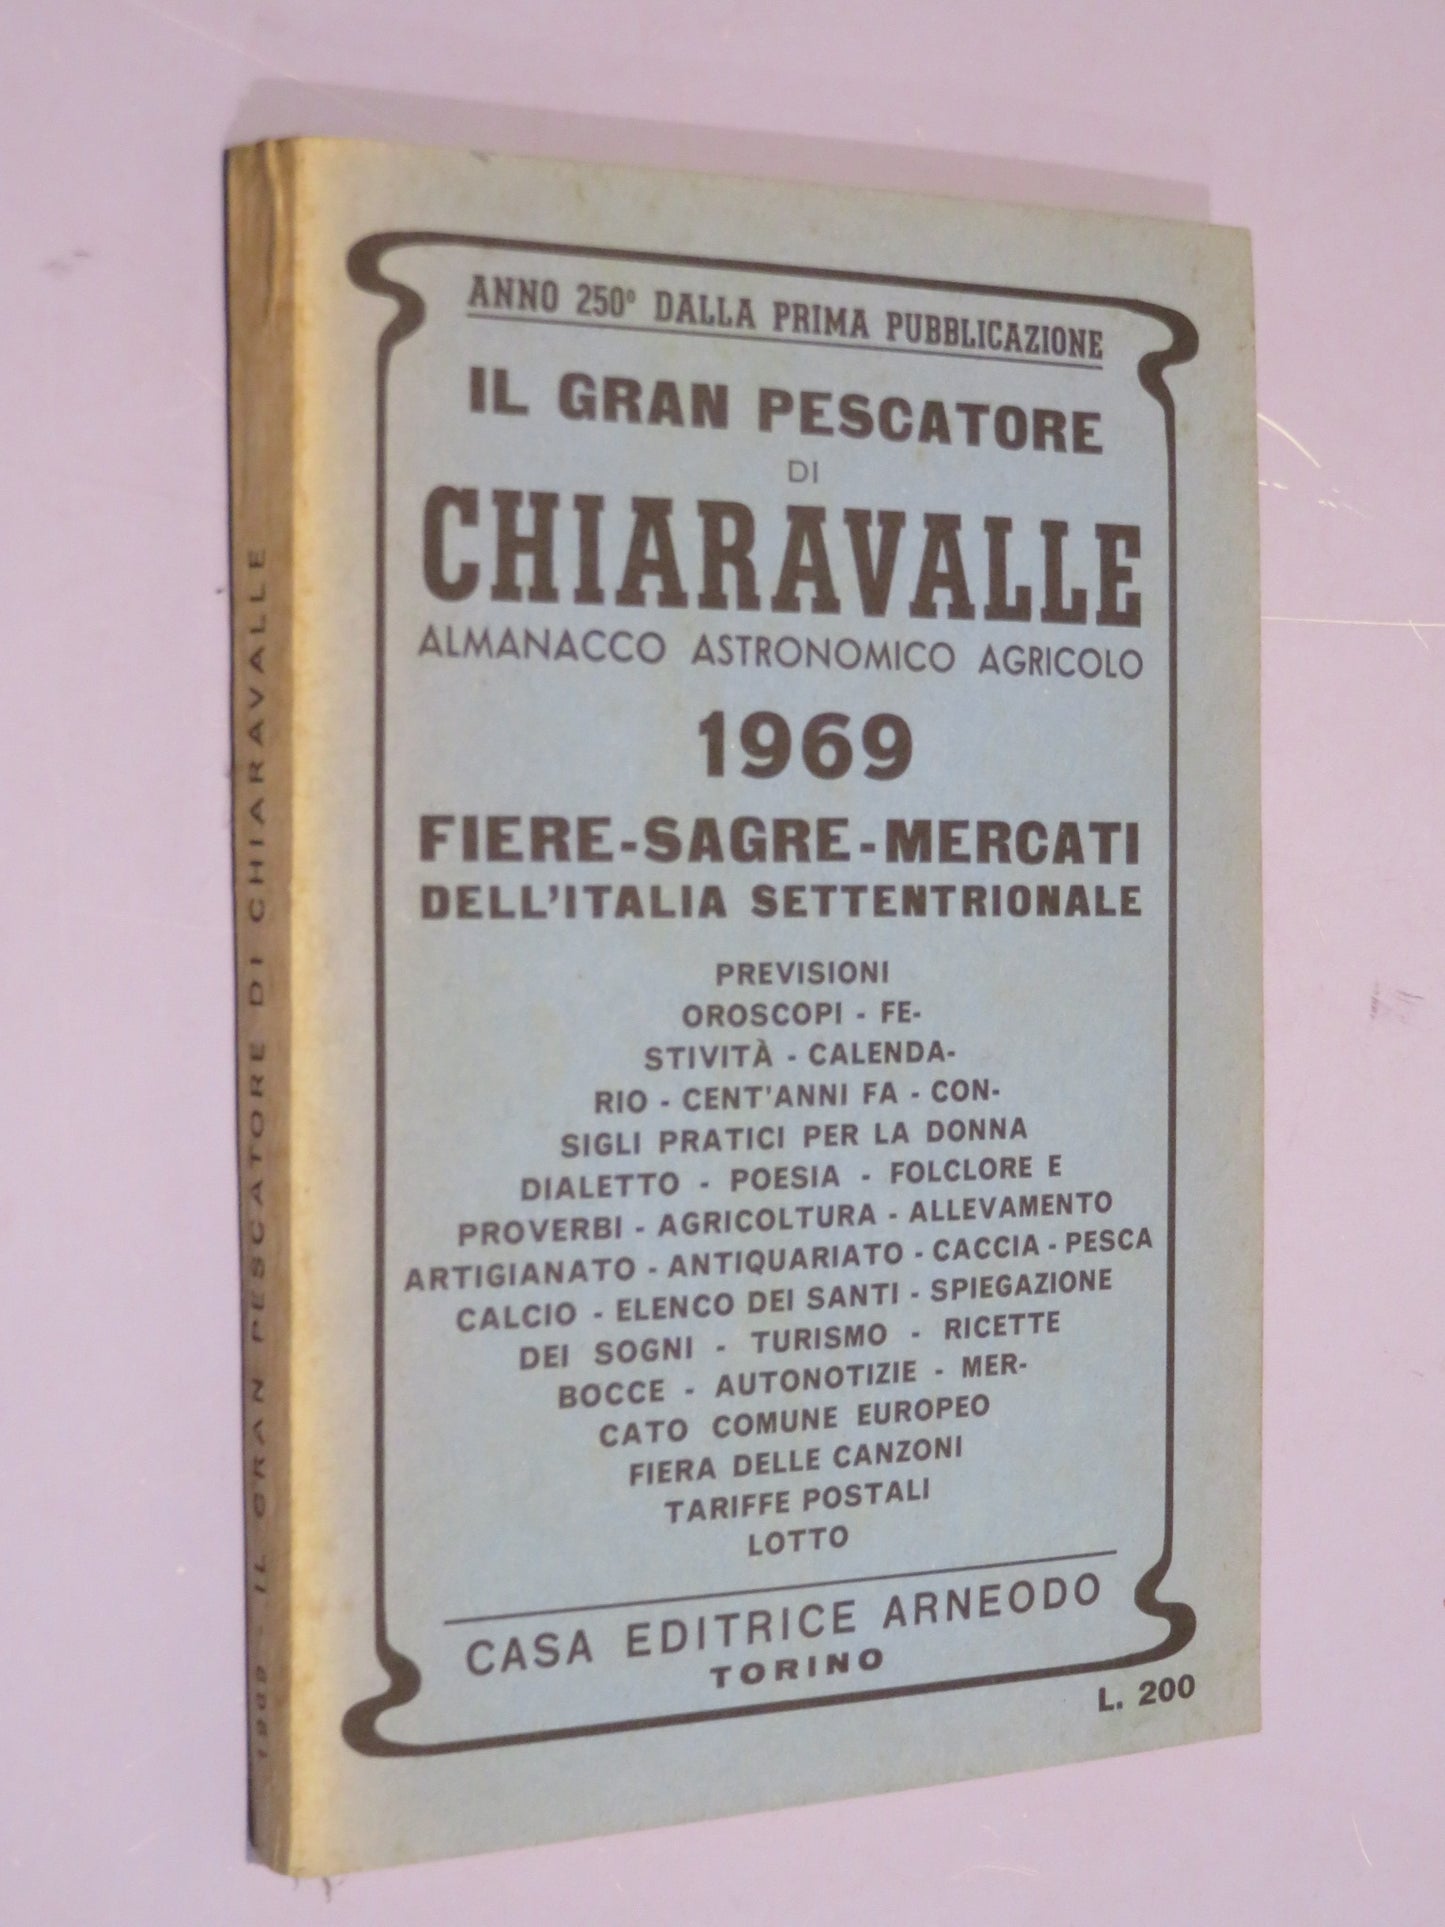 ANNO 250° DALLA PRIMA PUBBLICAZIONE
IL GRAN PESCATORE
DI
CHIARAVALLE
ALMANACCO ASTRONOMICO AGRICOLO
1969
FIERE-SAGRE-MERCATI
DELL'ITALIA SETTENTRIONALE
PREVISIONI
OROSCOPI - FE-
STIVITÀ - CALENDA-
RIO - CENT'ANNI FA - CON-
SIGLI PRATICI PER LA DONNA
DIALETTO - POESIA - FOLCLORE E
PROVERBI - AGRICOLTURA - ALLEVAMENTO
ARTIGIANATO - ANTIQUARIATO - CACCIA - PESCA
CALCIO - ELENCO DEI SANTI - SPIEGAZIONE
DEI SOGNI - TURISMO - RICETTE
BOCCE - AUTONOTIZIE - MER-
CATO COMUNE EUROPEO
FIERA DELLE CANZONI
TARIFFE POSTALI
LOTTO
CASA EDITRICE ARNEODO
TORINO
L. 200
1969 - IL GRAN PESCATORE DI CHIARAVALLE